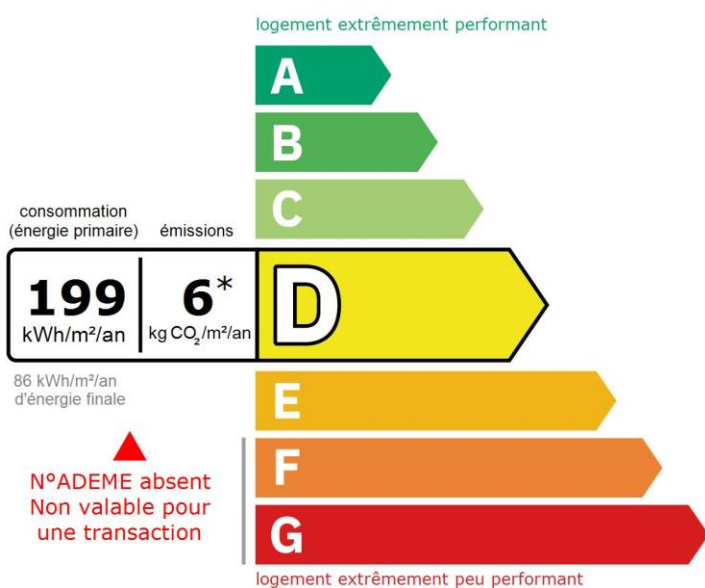 logement extrêmement performant
A
B
C
consommation
(énergie primaire)
émissions
199
kWh/m²/an
6*
kg CO₂/m²/an
D
86 kWh/m²/an
d'énergie finale
E
F
G
N°ADEME absent
Non valable pour
une transaction
logement extrêmement peu performant